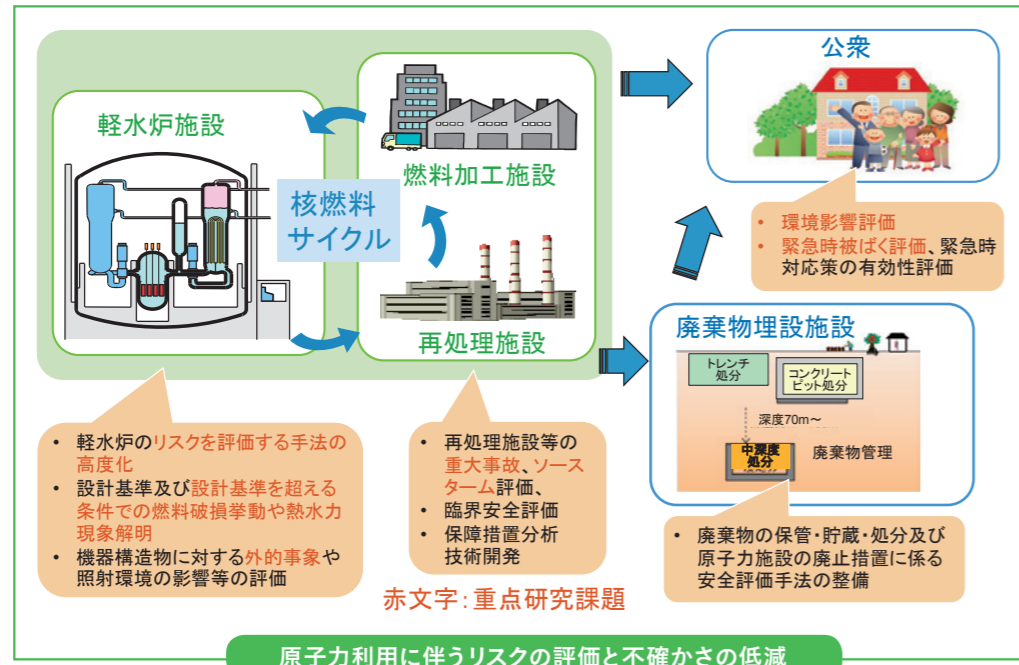 軽水炉施設
核燃料
サイクル
燃料加工施設
再処理施設
公衆
• 環境影響評価
• 緊急時被ばく評価、緊急時
対応策の有効性評価
廃棄物埋設施設
トレンチ
処分
コンクリート
ピット処分
深度70m~
中深度
処分
廃棄物管理
• 軽水炉のリスクを評価する手法の
高度化
• 設計基準及び設計基準を超える
条件での燃料破損挙動や熱水力
現象解明
• 機器構造物に対する外的事象や
照射環境の影響等の評価
• 再処理施設等の
重大事故、ソース
ターム評価、
• 臨界安全評価
• 保障措置分析
技術開発
• 廃棄物の保管・貯蔵・処分及び
原子力施設の廃止措置に係る
安全評価手法の整備
赤文字:重点研究課題
原子力利用に伴うリスクの評価と不確かさの低減